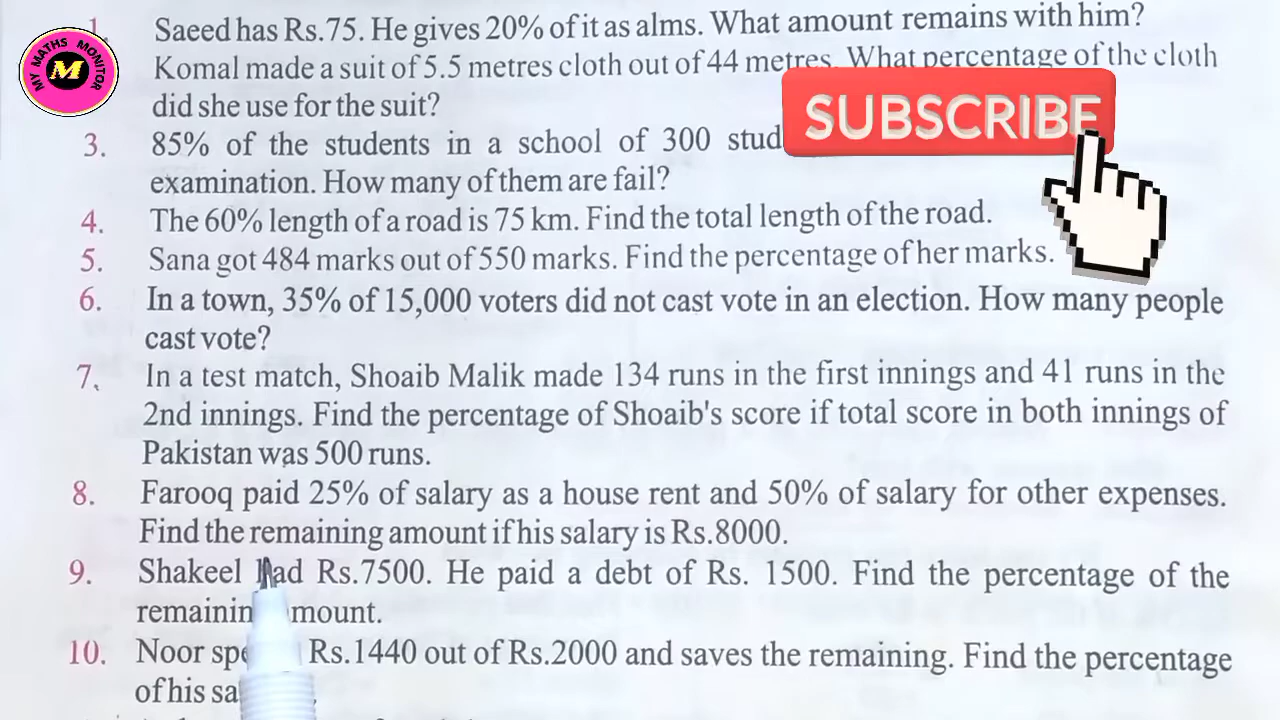 MY MATHS MONITOR
M
SUBSCRIBE
1. Saeed has Rs.75. He gives 20% of it as alms. What amount remains with him?
Komal made a suit of 5.5 metres cloth out of 44 metres. What percentage of the cloth
did she use for the suit?
3. 85% of the students in a school of 300
examination. How many of them are fail?
4. The 60% length of a road is 75 km. Find the total length of the road.
5. Sana got 484 marks out of 550 marks. Find the percentage of her marks.
6. In a town, 35% of 15,000 voters did not cast vote in an election. How many people
cast vote?
7. In a test match, Shoaib Malik made 134 runs in the first innings and 41 runs in the
2nd innings. Find the percentage of Shoaib's score if total score in both innings of
Pakistan was 500 runs.
8. Farooq paid 25% of salary as a house rent and 50% of salary for other expenses.
Find the remaining amount if his salary is Rs.8000.
9. Shakeel had Rs.7500. He paid a debt of Rs. 1500. Find the percentage of the
remaining amount.
10. Noor Rs.1440 out of Rs.2000 and saves the remaining. Find the percentage
of his